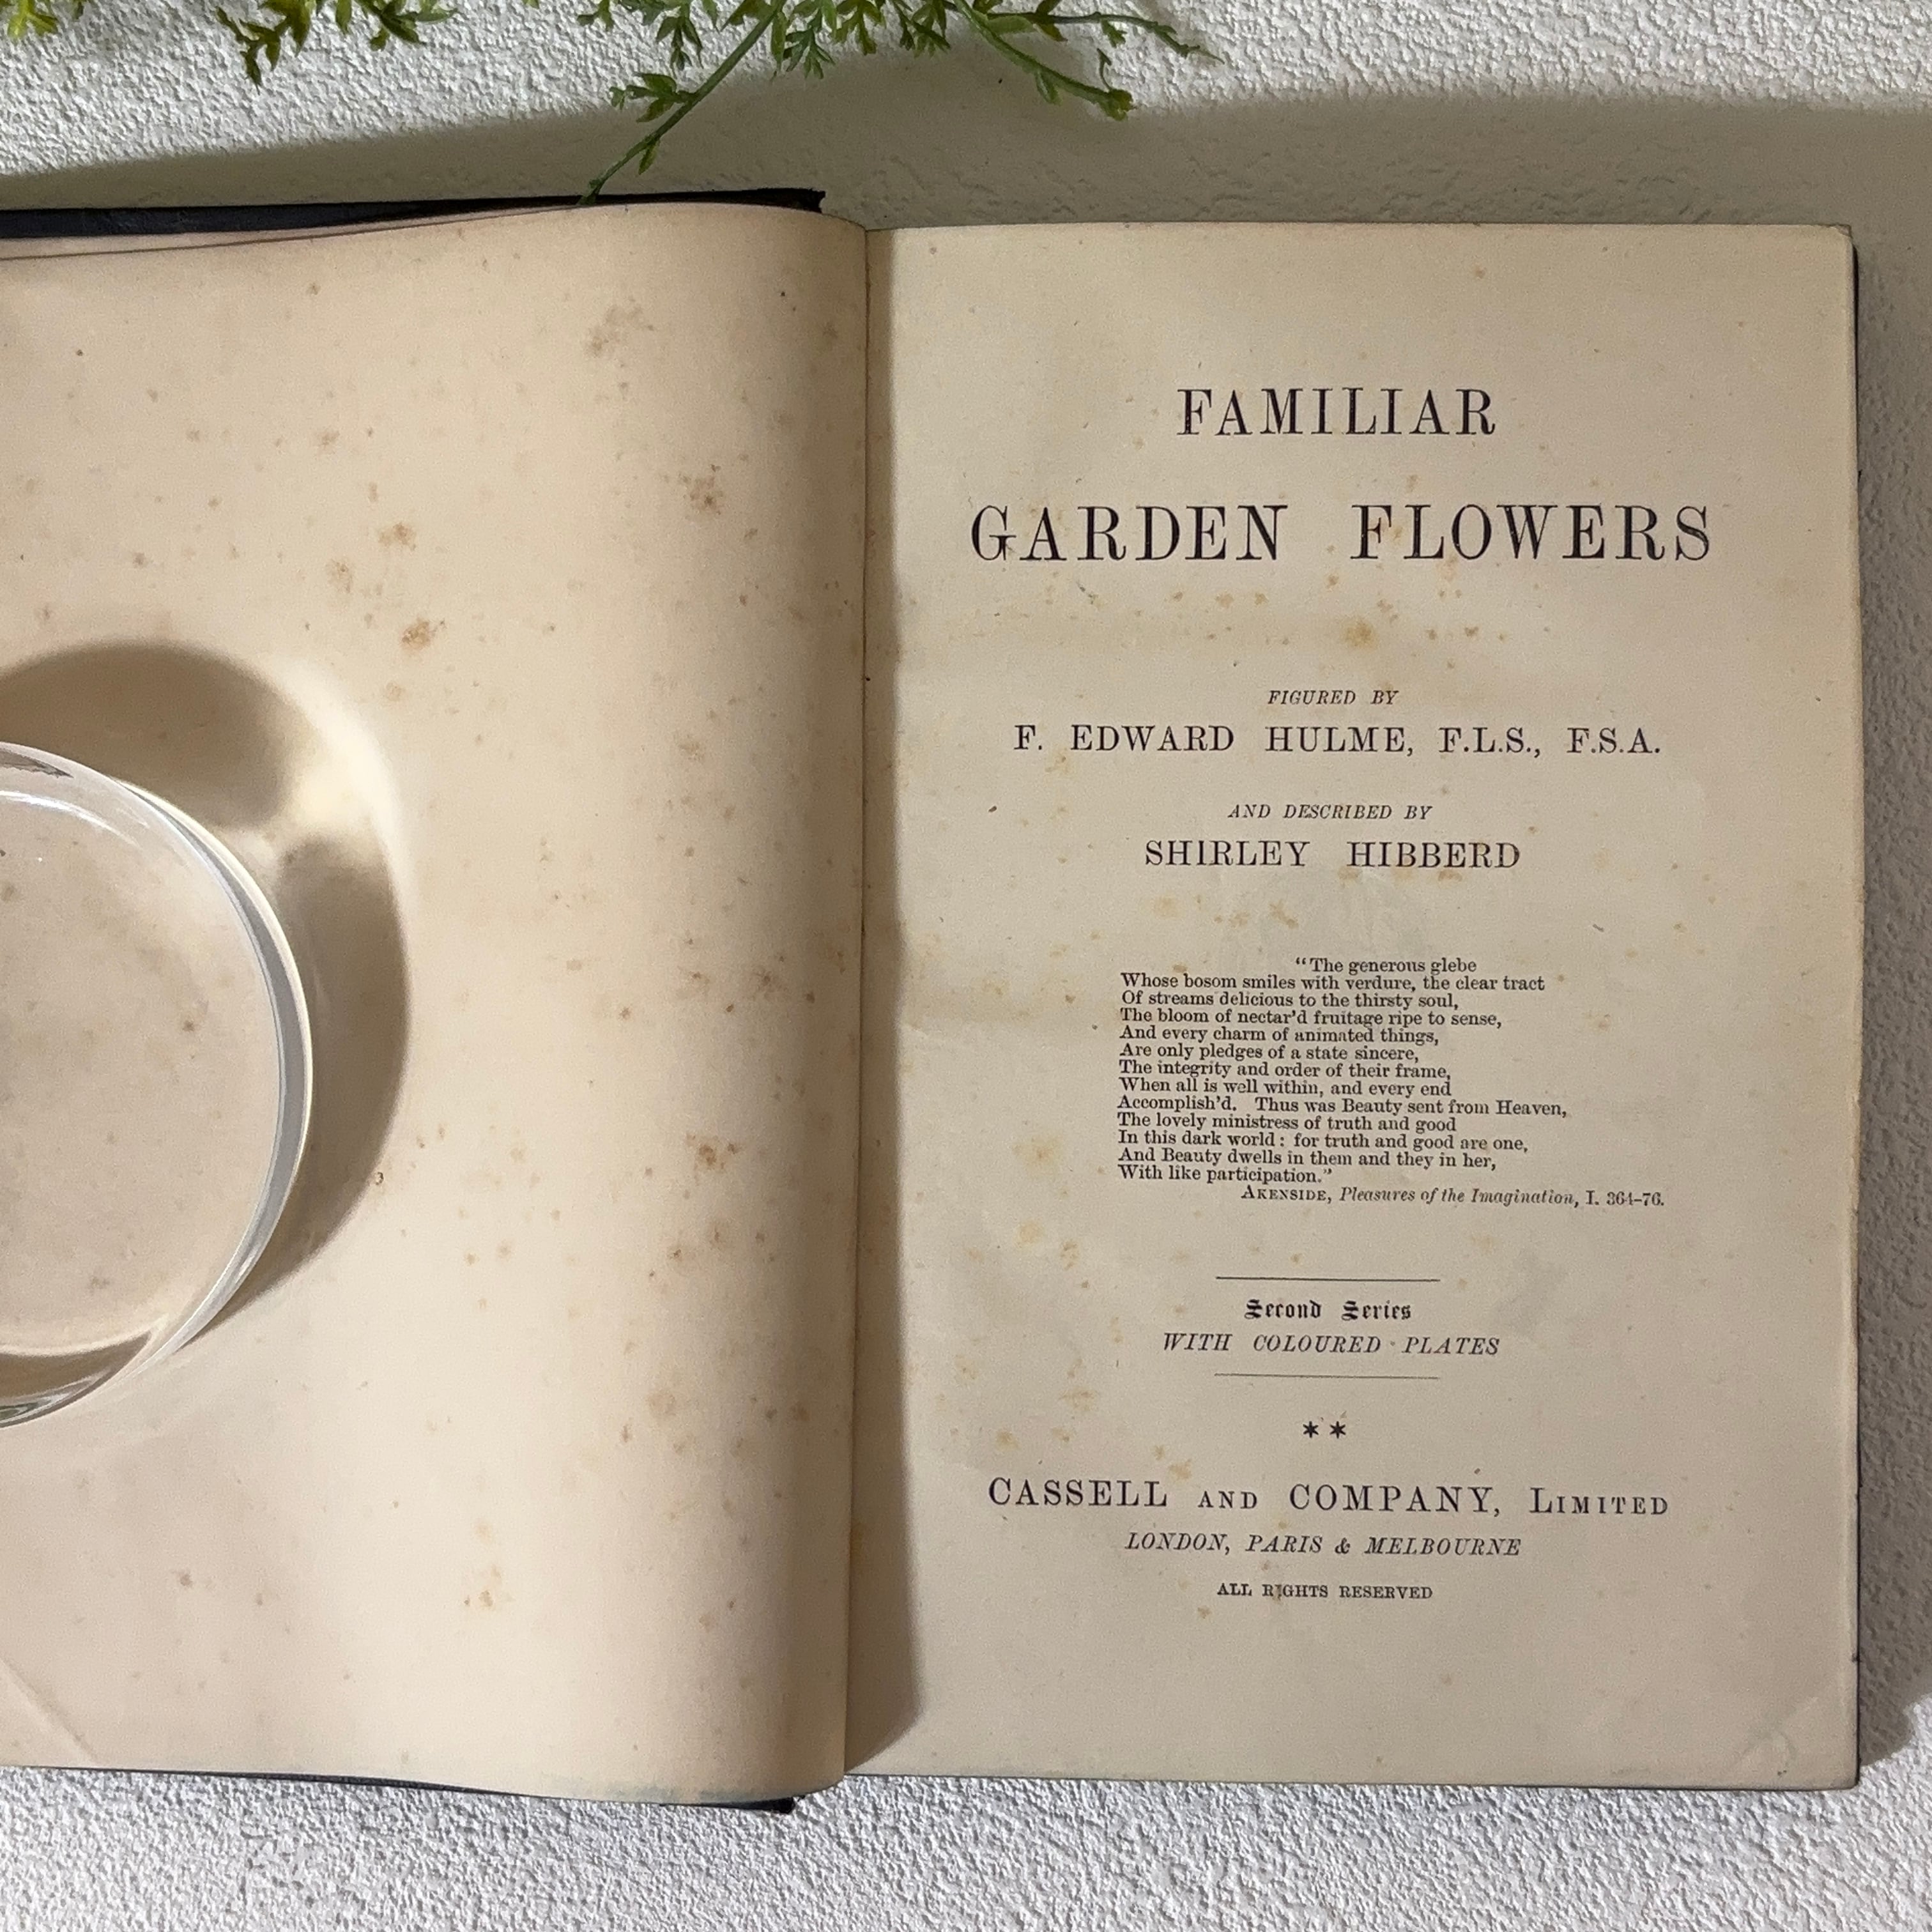 FAMILIAR
GARDEN FLOWERS
FIGURED BY
F. EDWARD HULME, F.L.S., F.S.A.
AND DESCRIBED BY
SHIRLEY HIBBERD
“The generous glebe
Whose bosom smiles with verdure, the clear tract
Of streams delicious to the thirsty soul,
The bloom of nectar'd fruitage ripe to sense,
And every charm of animated things,
Are only pledges of a state sincere,
The integrity and order of their frame,
When all is well within, and every end
Accomplish'd. Thus was Beauty sent from Heaven,
The lovely ministress of truth and good
In this dark world: for truth and good are one,
And Beauty dwells in them and they in her,
With like participation.”
AKENSIDE, Pleasures of the Imagination, I. 364-76.
Second Series
WITH COLOURED PLATES
* *
CASSELL AND COMPANY, LIMITED
LONDON, PARIS & MELBOURNE
ALL RIGHTS RESERVED